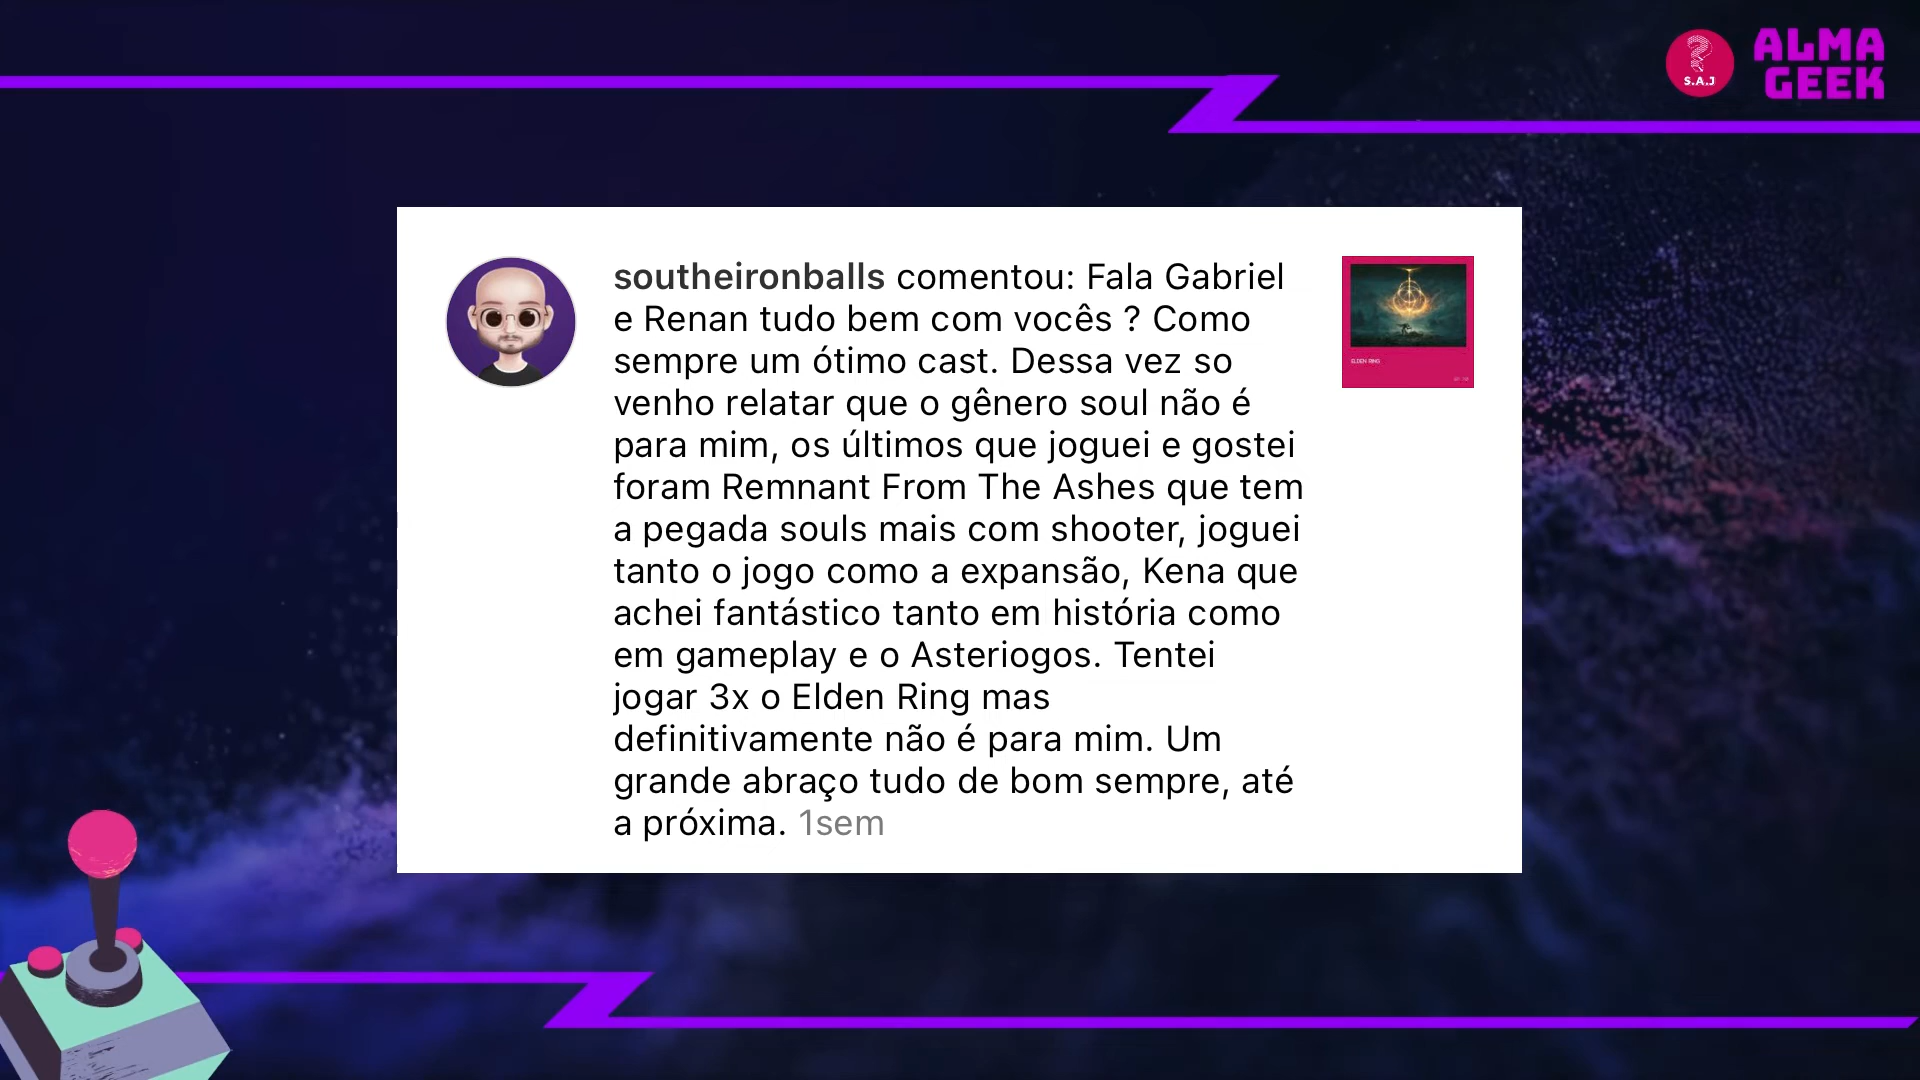 S.A.J
ALMA
GEEK
southeironballs comentou: Fala Gabriel
e Renan tudo bem com vocês ? Como
sempre um ótimo cast. Dessa vez so
venho relatar que o gênero soul não é
para mim, os últimos que joguei e gostei
foram Remnant From The Ashes que tem
a pegada souls mais com shooter, joguei
tanto o jogo como a expansão, Kena que
achei fantástico tanto em história como
em gameplay e o Asteriogos. Tentei
jogar 3x o Elden Ring mas
definitivamente não é para mim. Um
grande abraço tudo de bom sempre, até
a próxima. 1sem
ELDEN RING